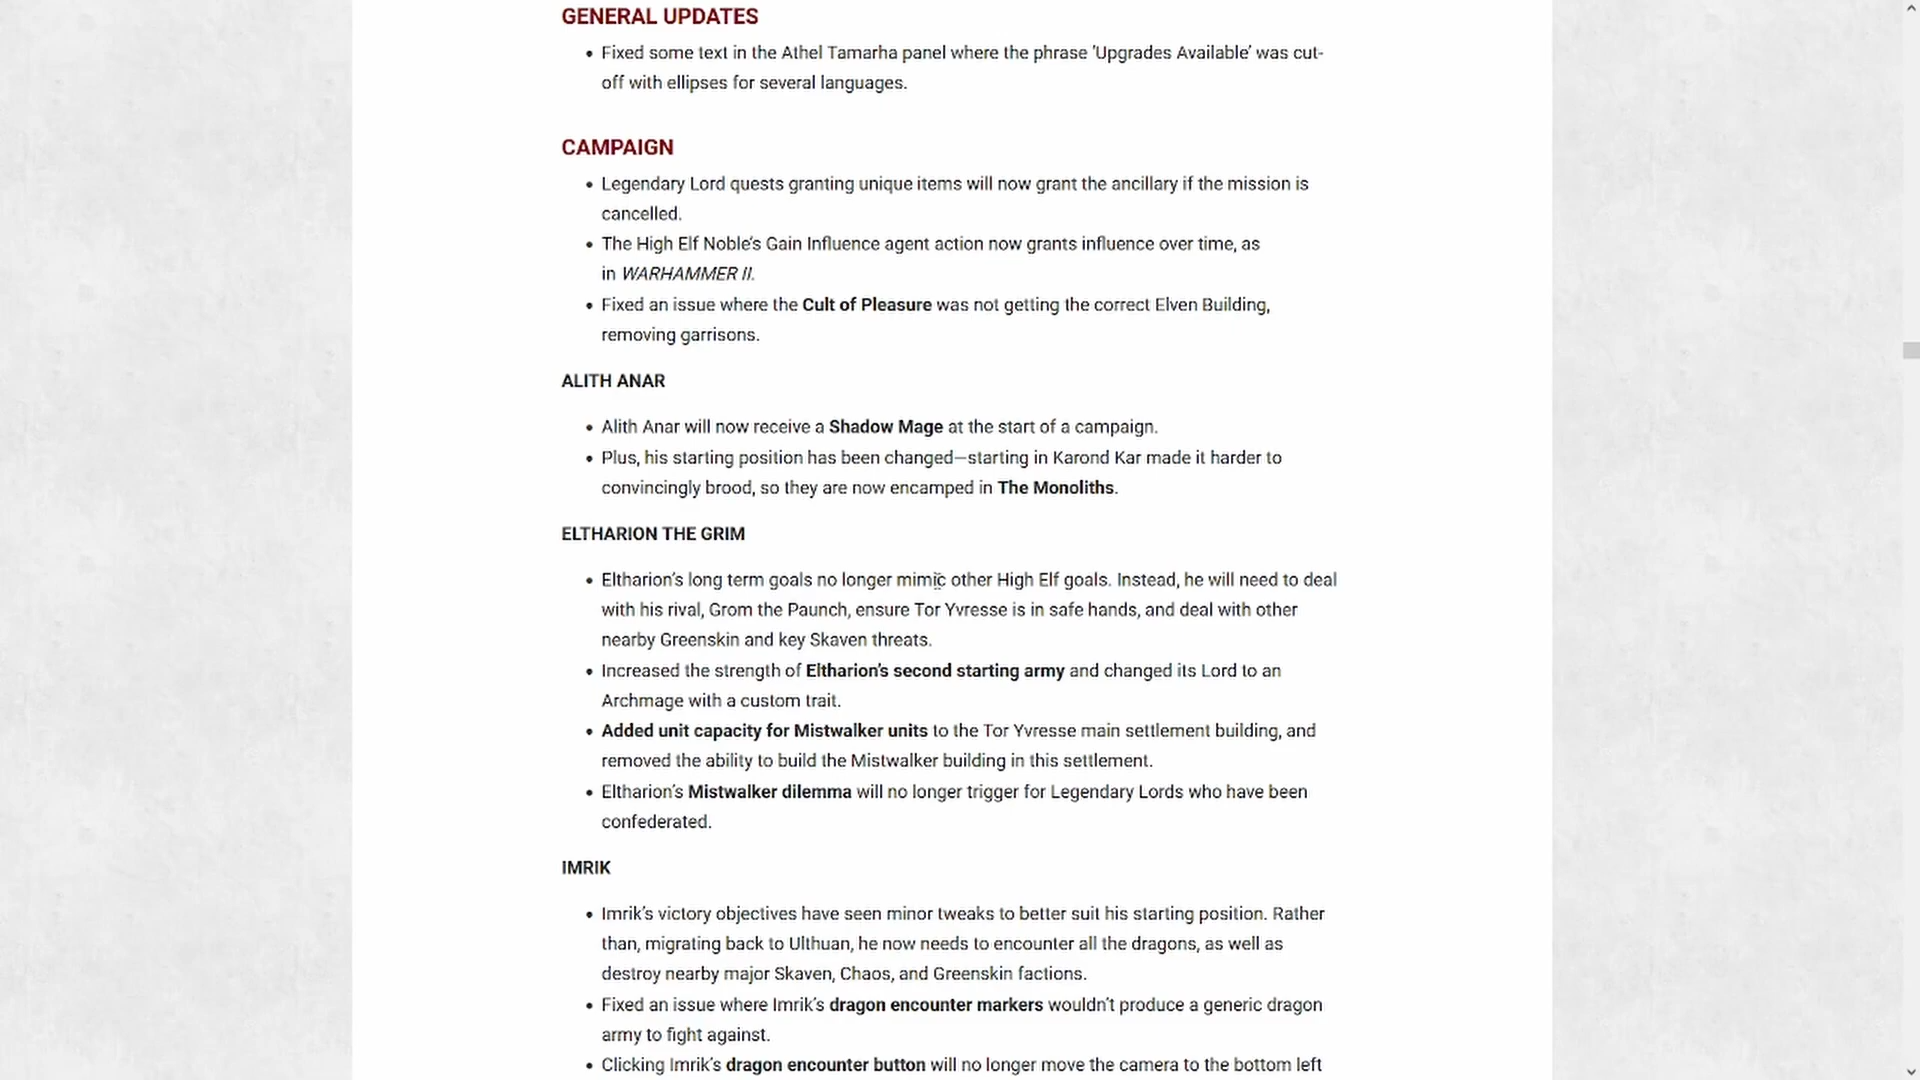 GENERAL UPDATES
• Fixed some text in the Athel Tamarha panel where the phrase 'Upgrades Available' was cut-
off with ellipses for several languages.
CAMPAIGN
• Legendary Lord quests granting unique items will now grant the ancillary if the mission is
cancelled.
• The High Elf Noble's Gain Influence agent action now grants influence over time, as
in WARHAMMER II.
• Fixed an issue where the Cult of Pleasure was not getting the correct Elven Building,
removing garrisons.
ALITH ANAR
• Alith Anar will now receive a Shadow Mage at the start of a campaign.
• Plus, his starting position has been changed—starting in Karond Kar made it harder to
convincingly brood, so they are now encamped in The Monoliths.
ELTHARION THE GRIM
• Eltharion's long term goals no longer mimic other High Elf goals. Instead, he will need to deal
with his rival, Grom the Paunch, ensure Tor Yvresse is in safe hands, and deal with other
nearby Greenskin and key Skaven threats.
• Increased the strength of Eltharion's second starting army and changed its Lord to an
Archmage with a custom trait.
• Added unit capacity for Mistwalker units to the Tor Yvresse main settlement building, and
removed the ability to build the Mistwalker building in this settlement.
• Eltharion's Mistwalker dilemma will no longer trigger for Legendary Lords who have been
confederated.
IMRIK
• Imrik's victory objectives have seen minor tweaks to better suit his starting position. Rather
than, migrating back to Ulthuan, he now needs to encounter all the dragons, as well as
destroy nearby major Skaven, Chaos, and Greenskin factions.
• Fixed an issue where Imrik's dragon encounter markers wouldn't produce a generic dragon
army to fight against.
• Clicking Imrik's dragon encounter button will no longer move the camera to the bottom left